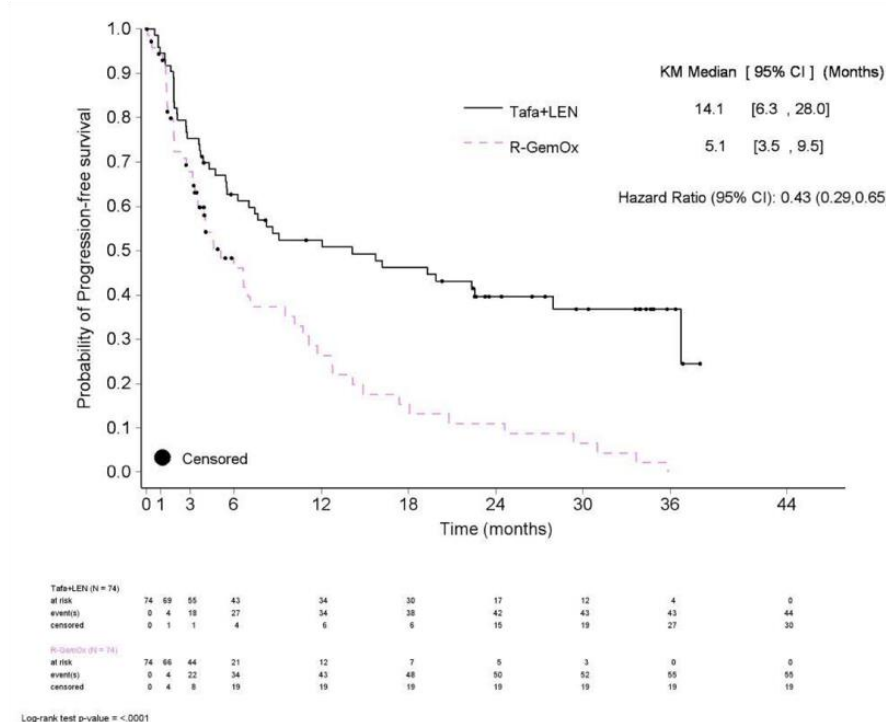 KM Median [ 95% CI ] (Months)
Tafa+LEN 14.1 [6.3 , 28.0]
R-GemOx 5.1 [3.5 , 9.5]
Hazard Ratio (95% CI): 0.43 (0.29,0.65
Probability of Progression-free survival
1.0
0.9
0.8
0.7
0.6
0.5
0.4
0.3
0.2
0.1
0.0
Censored
0 1 3 6 12 18 24 30 36 44
Time (months)
Tafa+LEN (N = 74)
at risk 74 69 55 43 34 30 17 12 4 0
event(s) 0 4 18 27 34 38 42 43 43 44
censored 0 1 1 4 6 6 15 19 27 30
R-GemOx (N = 74)
at risk 74 66 44 21 12 7 5 3 0 0
event(s) 0 4 22 34 43 48 50 52 55 55
censored 0 4 8 19 19 19 19 19 19 19
Log-rank test p-value = <.0001